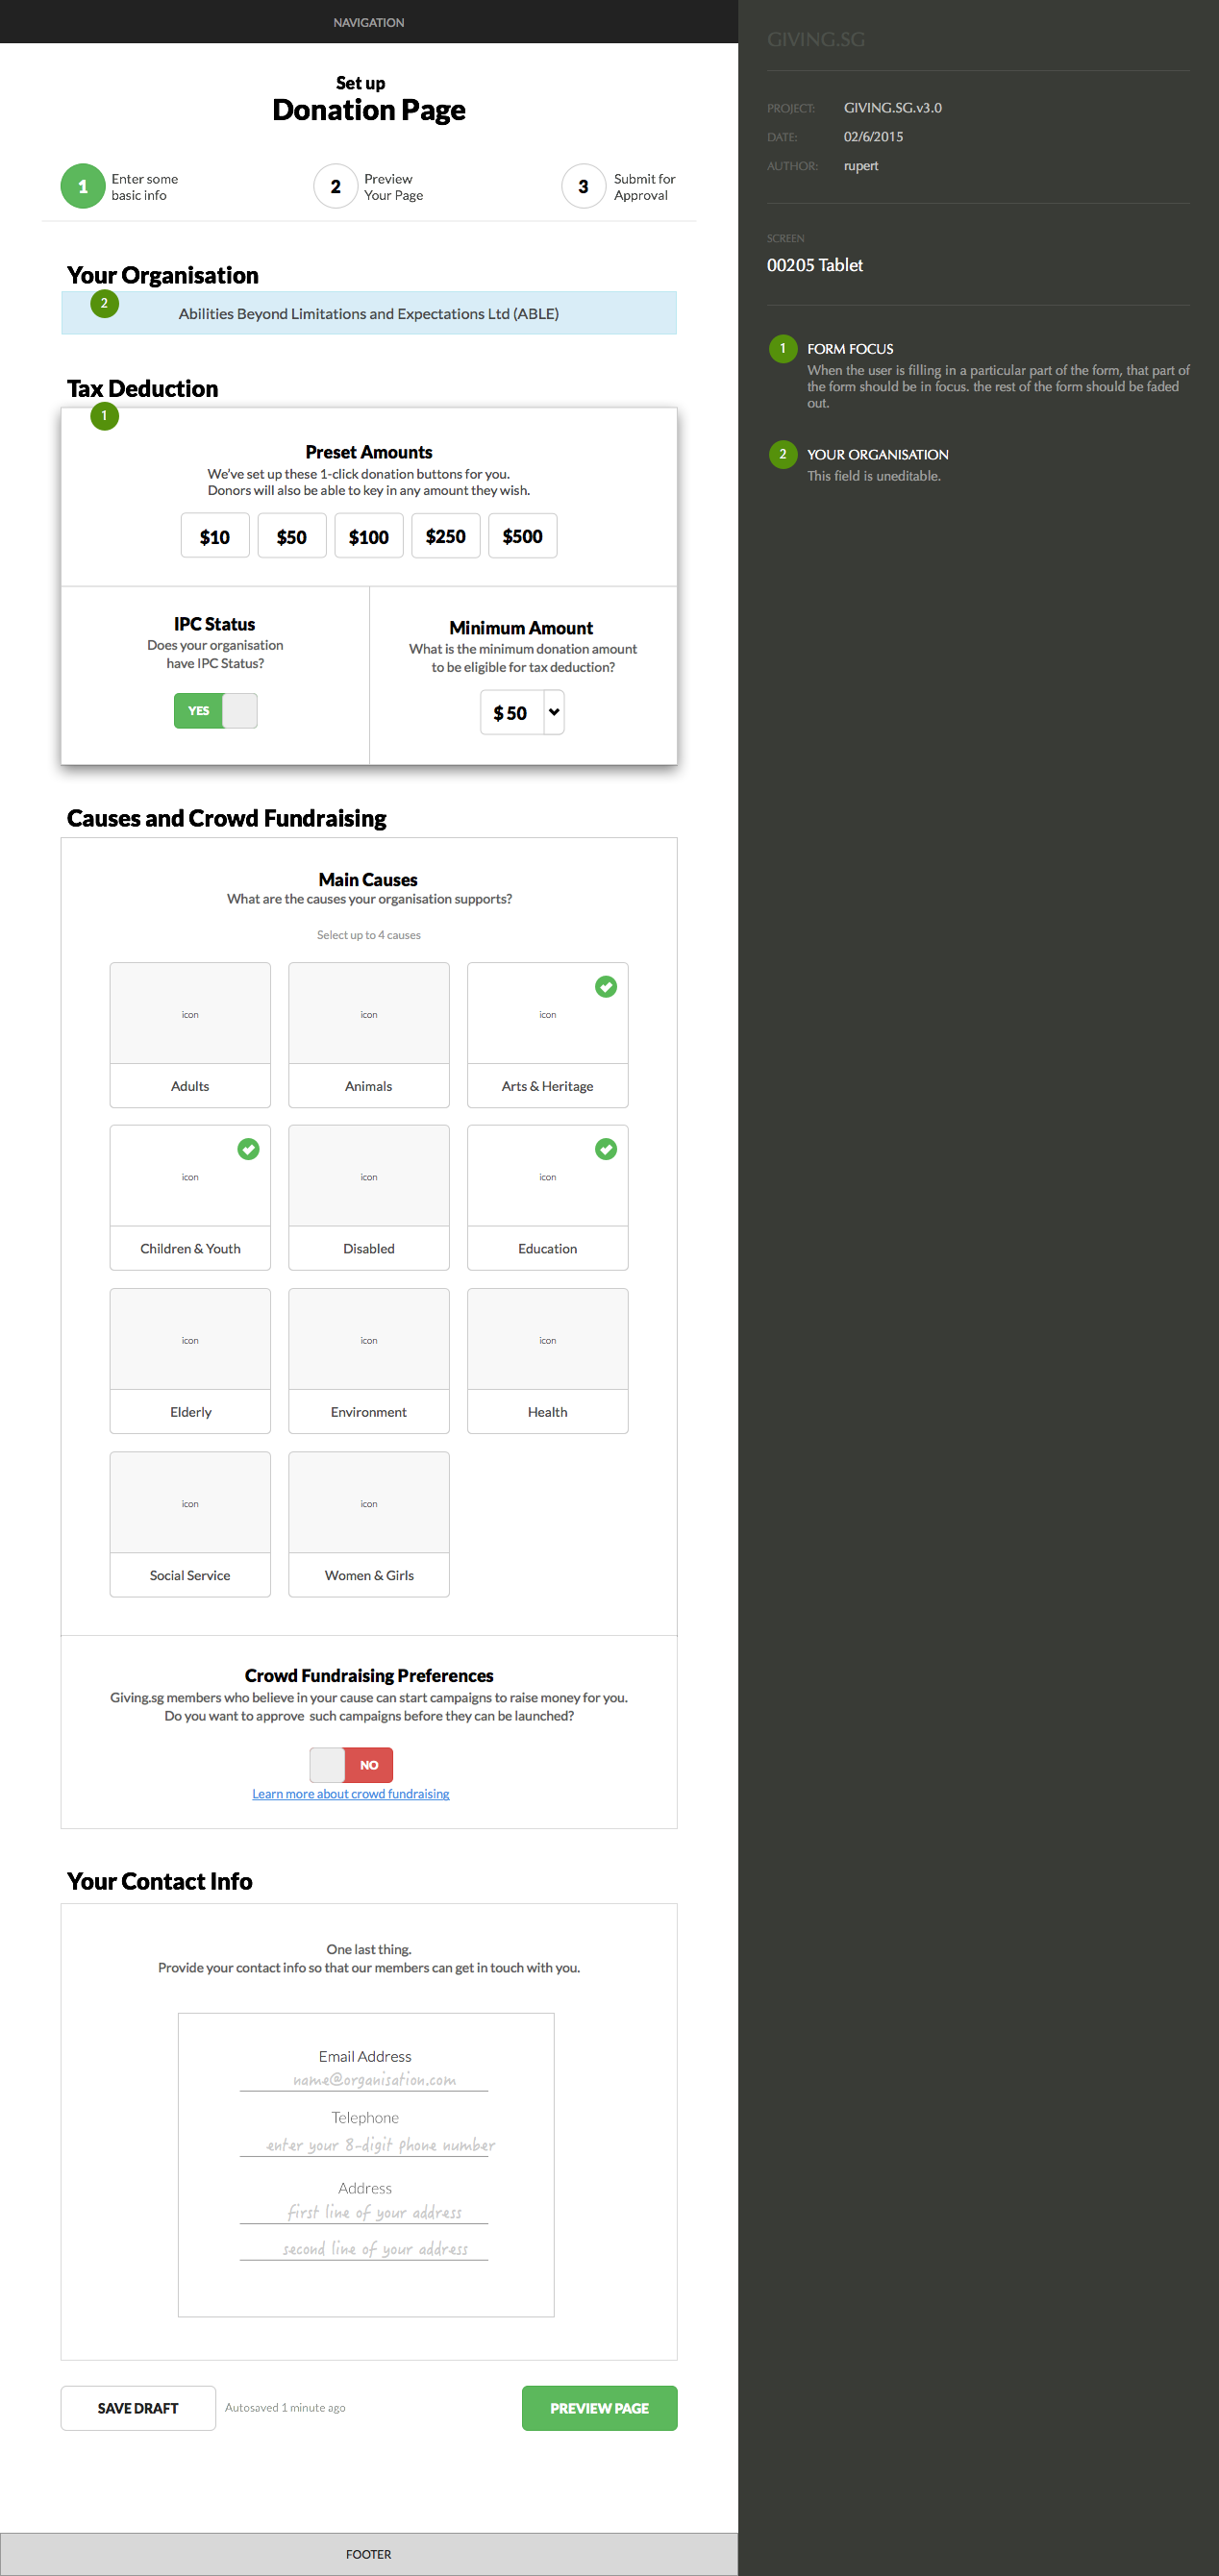 NAVIGATION
Set up
Donation Page
1
Enter some
basic info
2
Preview
Your Page
3
Submit for
Approval
Your Organisation
2
Abilities Beyond Limitations and Expectations Ltd (ABLE)
Tax Deduction
1
Preset Amounts
We've set up these 1-click donation buttons for you.
Donors will also be able to key in any amount they wish.
$10 $50 $100 $250 $500
IPC Status
Does your organisation
have IPC Status?
YES
Minimum Amount
What is the minimum donation amount
to be eligible for tax deduction?
$ 50
Causes and Crowd Fundraising
Main Causes
What are the causes your organisation supports?
Select up to 4 causes
icon icon icon
Adults Animals Arts & Heritage
icon icon icon
Children & Youth Disabled Education
icon icon icon
Elderly Environment Health
icon icon
Social Service Women & Girls
Crowd Fundraising Preferences
Giving.sg members who believe in your cause can start campaigns to raise money for you.
Do you want to approve such campaigns before they can be launched?
NO
Learn more about crowd fundraising
Your Contact Info
One last thing.
Provide your contact info so that our members can get in touch with you.
Email Address
name@organisation.com
Telephone
enter your 8-digit phone number
Address
first line of your address
second line of your address
SAVE DRAFT
Autosaved 1 minute ago
PREVIEW PAGE
FOOTER
GIVING.SG
PROJECT: GIVING.SG.v3.0
DATE: 02/6/2015
AUTHOR: rupert
SCREEN
00205 Tablet
1
FORM FOCUS
When the user is filling in a particular part of the form, that part of
the form should be in focus. the rest of the form should be faded
out.
2
YOUR ORGANISATION
This field is uneditable.